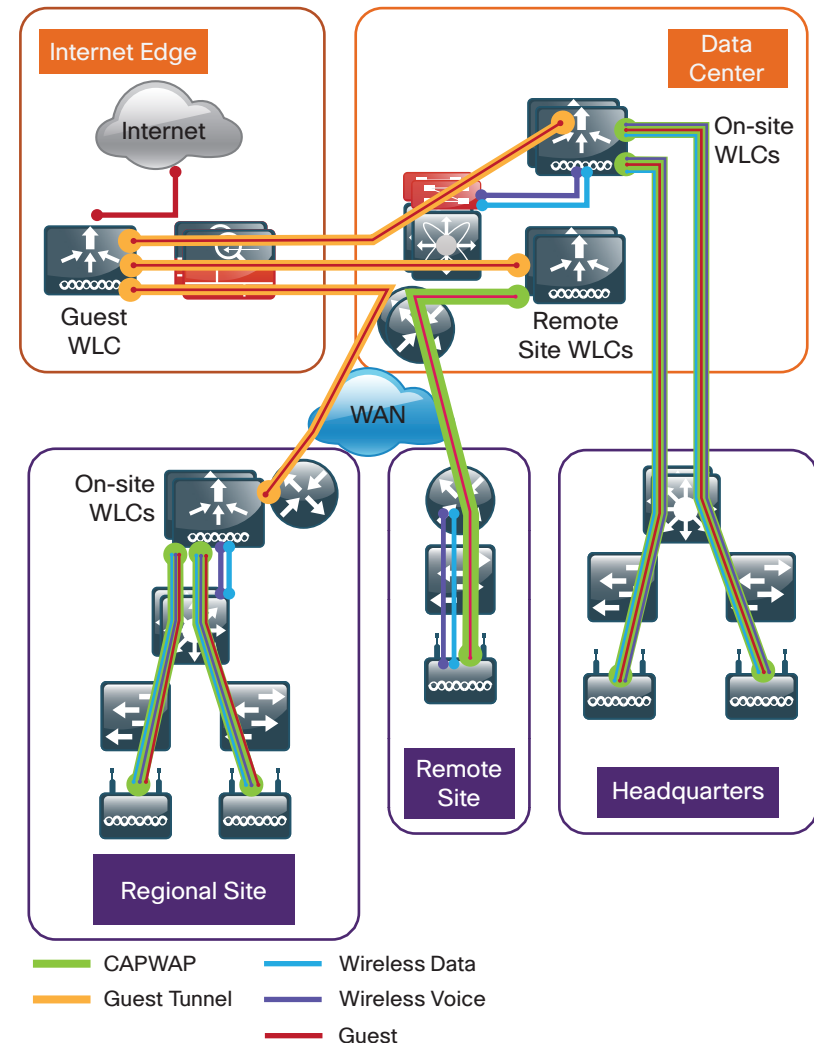 Internet Edge
Data
Center
Internet
On-site
WLCs
Guest
WLC
Remote
Site WLCs
WAN
On-site
WLCs
Remote
Site
Headquarters
Regional Site
CAPWAP
Wireless Data
Guest Tunnel
Wireless Voice
Guest